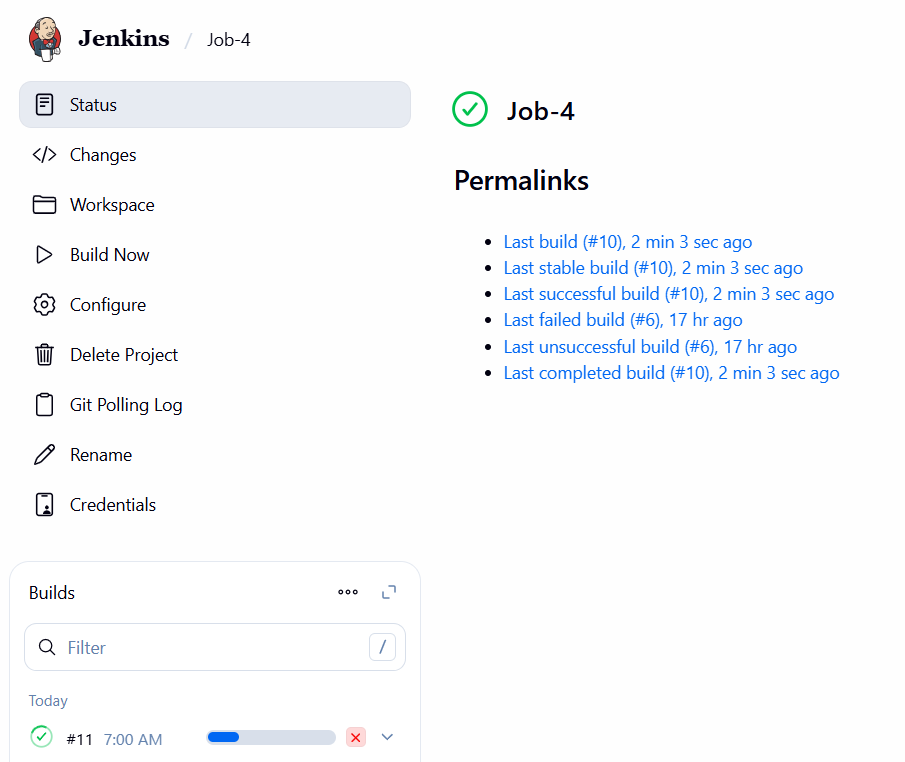 Jenkins / Job-4
Status
Changes
Workspace
Build Now
Configure
Delete Project
Git Polling Log
Rename
Credentials
Builds
Filter /
Today
#11 7:00 AM
Job-4
Permalinks
Last build (#10), 2 min 3 sec ago
Last stable build (#10), 2 min 3 sec ago
Last successful build (#10), 2 min 3 sec ago
Last failed build (#6), 17 hr ago
Last unsuccessful build (#6), 17 hr ago
Last completed build (#10), 2 min 3 sec ago